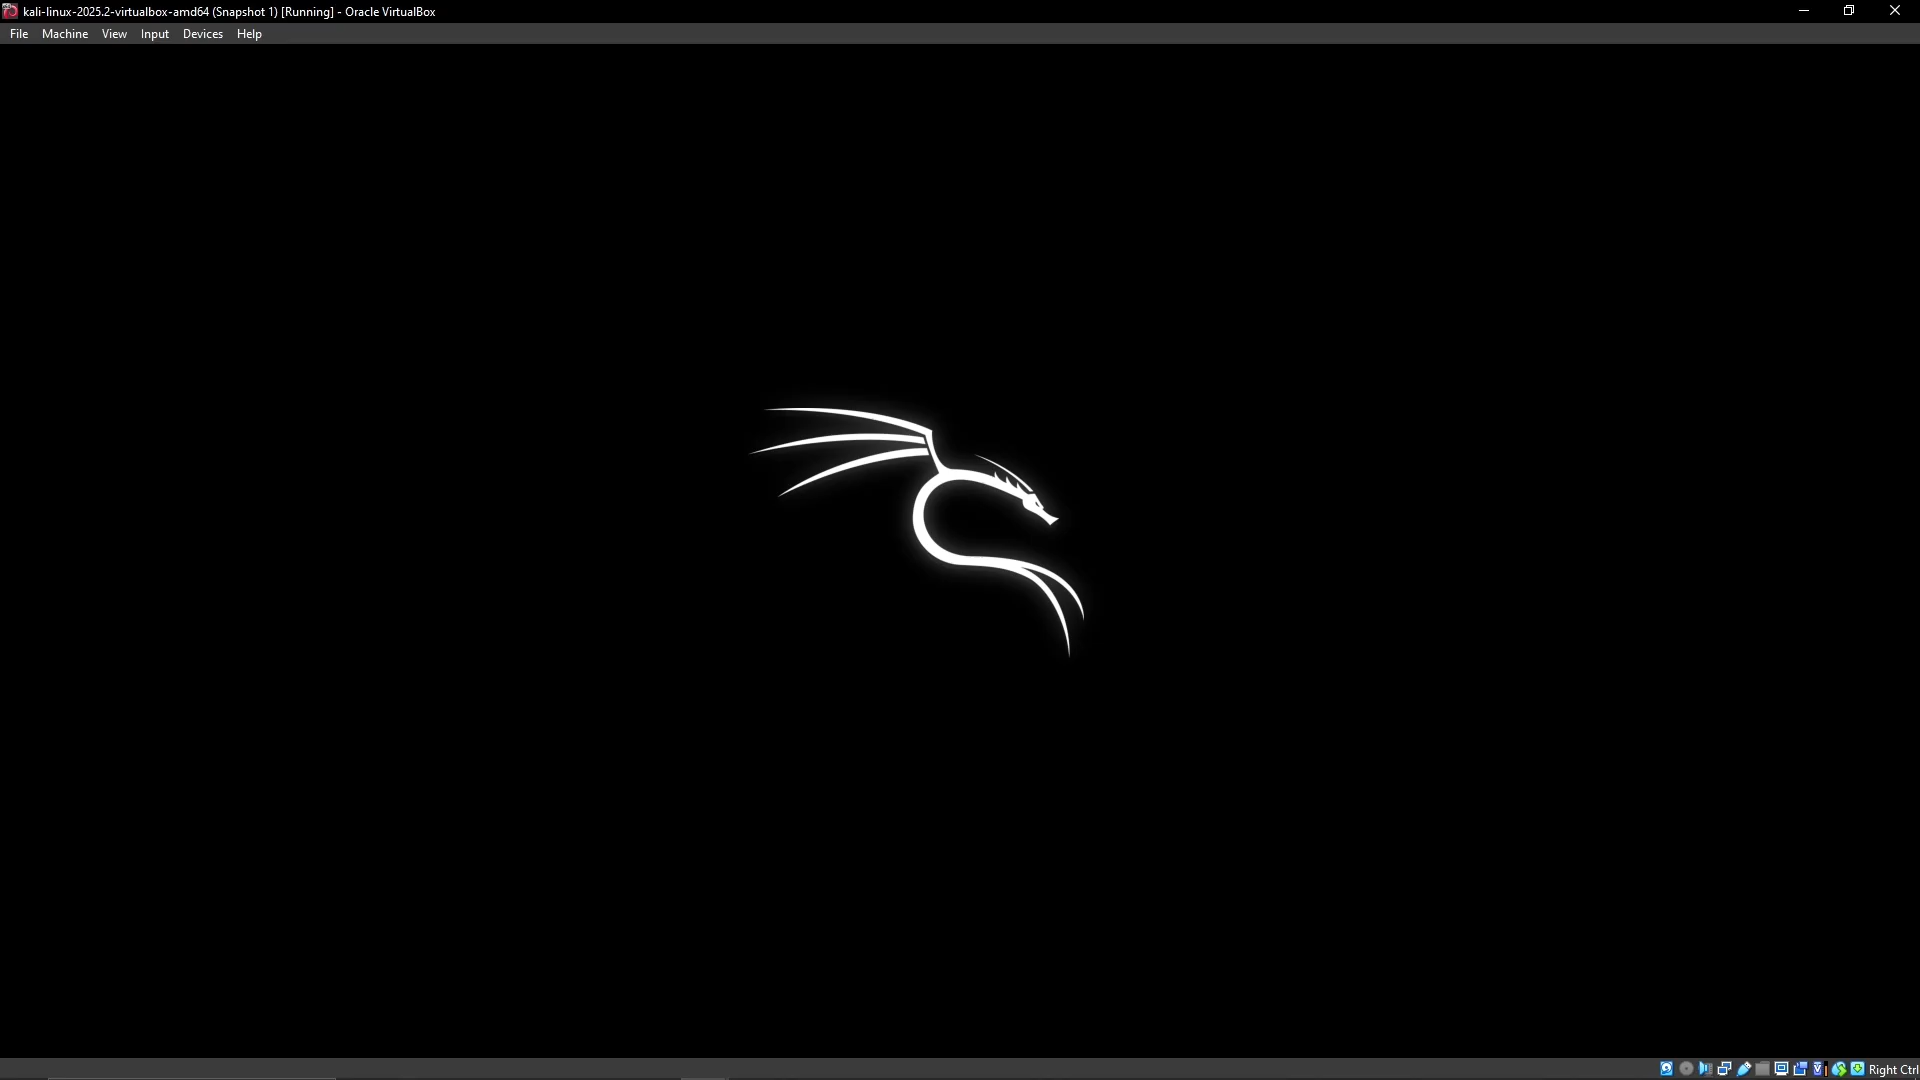 kali-linux-2025.2-virtualbox-amd64 (Snapshot 1) [Running] - Oracle VirtualBox
File Machine View Input Devices Help
Right Ctrl